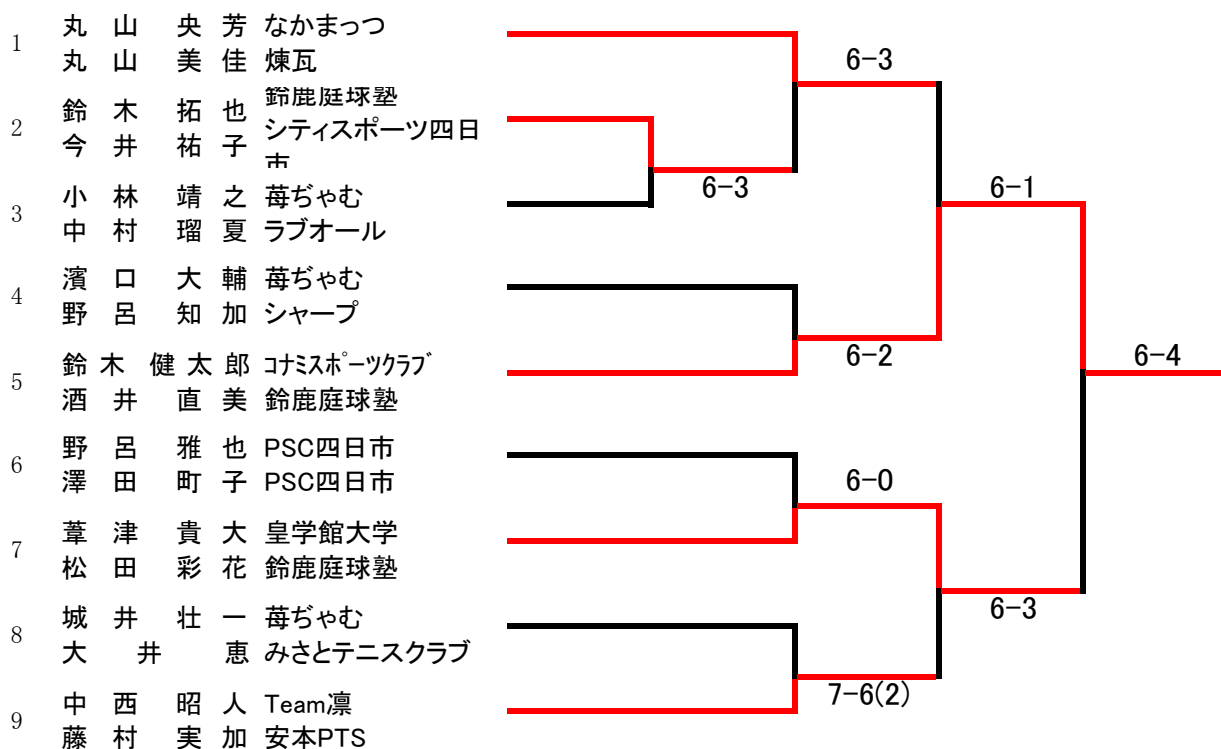 1
丸 山 央 芳 なかまっつ
丸 山 美 佳 煉瓦
2
鈴 木 拓 也 鈴鹿庭球塾
今 井 祐 子 シティスポーツ四日市
3
小 林 靖 之 苺ぢゃむ
中 村 瑠 夏 ラブオール
4
濱 口 大 輔 苺ぢゃむ
野 呂 知 加 シャープ
5
鈴 木 健 太 郎 ｺﾅﾐｽﾎﾟｰﾂｸﾗﾌﾞ
酒 井 直 美 鈴鹿庭球塾
6
野 呂 雅 也 PSC四日市
澤 田 町 子 PSC四日市
7
葦 津 貴 大 皇学館大学
松 田 彩 花 鈴鹿庭球塾
8
城 井 壮 一 苺ぢゃむ
大 井 恵 みさとテニスクラブ
9
中 西 昭 人 Team凛
藤 村 実 加 安本PTS
6-3
6-3
6-1
6-2
6-4
6-0
6-3
7-6(2)